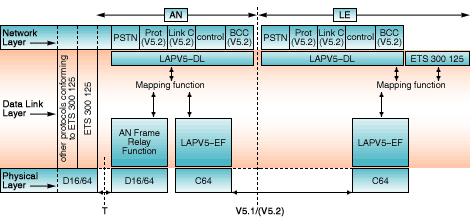 AN
LE
Network
Layer
PSTN
Prot
(V5.2)
Link C
(V5.2)
control
BCC
(V5.2)
PSTN
Prot
(V5.2)
Link C
(V5.2)
control
BCC
(V5.2)
LAPV5-DL
LAPV5-DL
ETS 300 125
Mapping function
Mapping function
Data Link
Layer
other protocols conforming
to ETS 300 125
ETS 300 125
AN Frame
Relay
Function
LAPV5-EF
LAPV5-EF
Physical
Layer
D16/64
D16/64
C64
C64
T
V5.1/(V5.2)